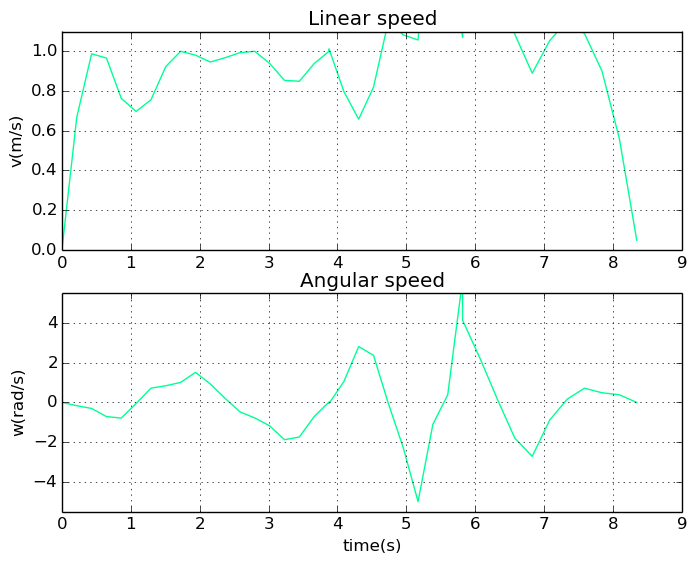 Linear speed
v(m/s)
1.0
0.8
0.6
0.4
0.2
0.0
0 1 2 3 4 5 6 7 8 9
Angular speed
w(rad/s)
4
2
0
−2
−4
0 1 2 3 4 5 6 7 8 9
time(s)